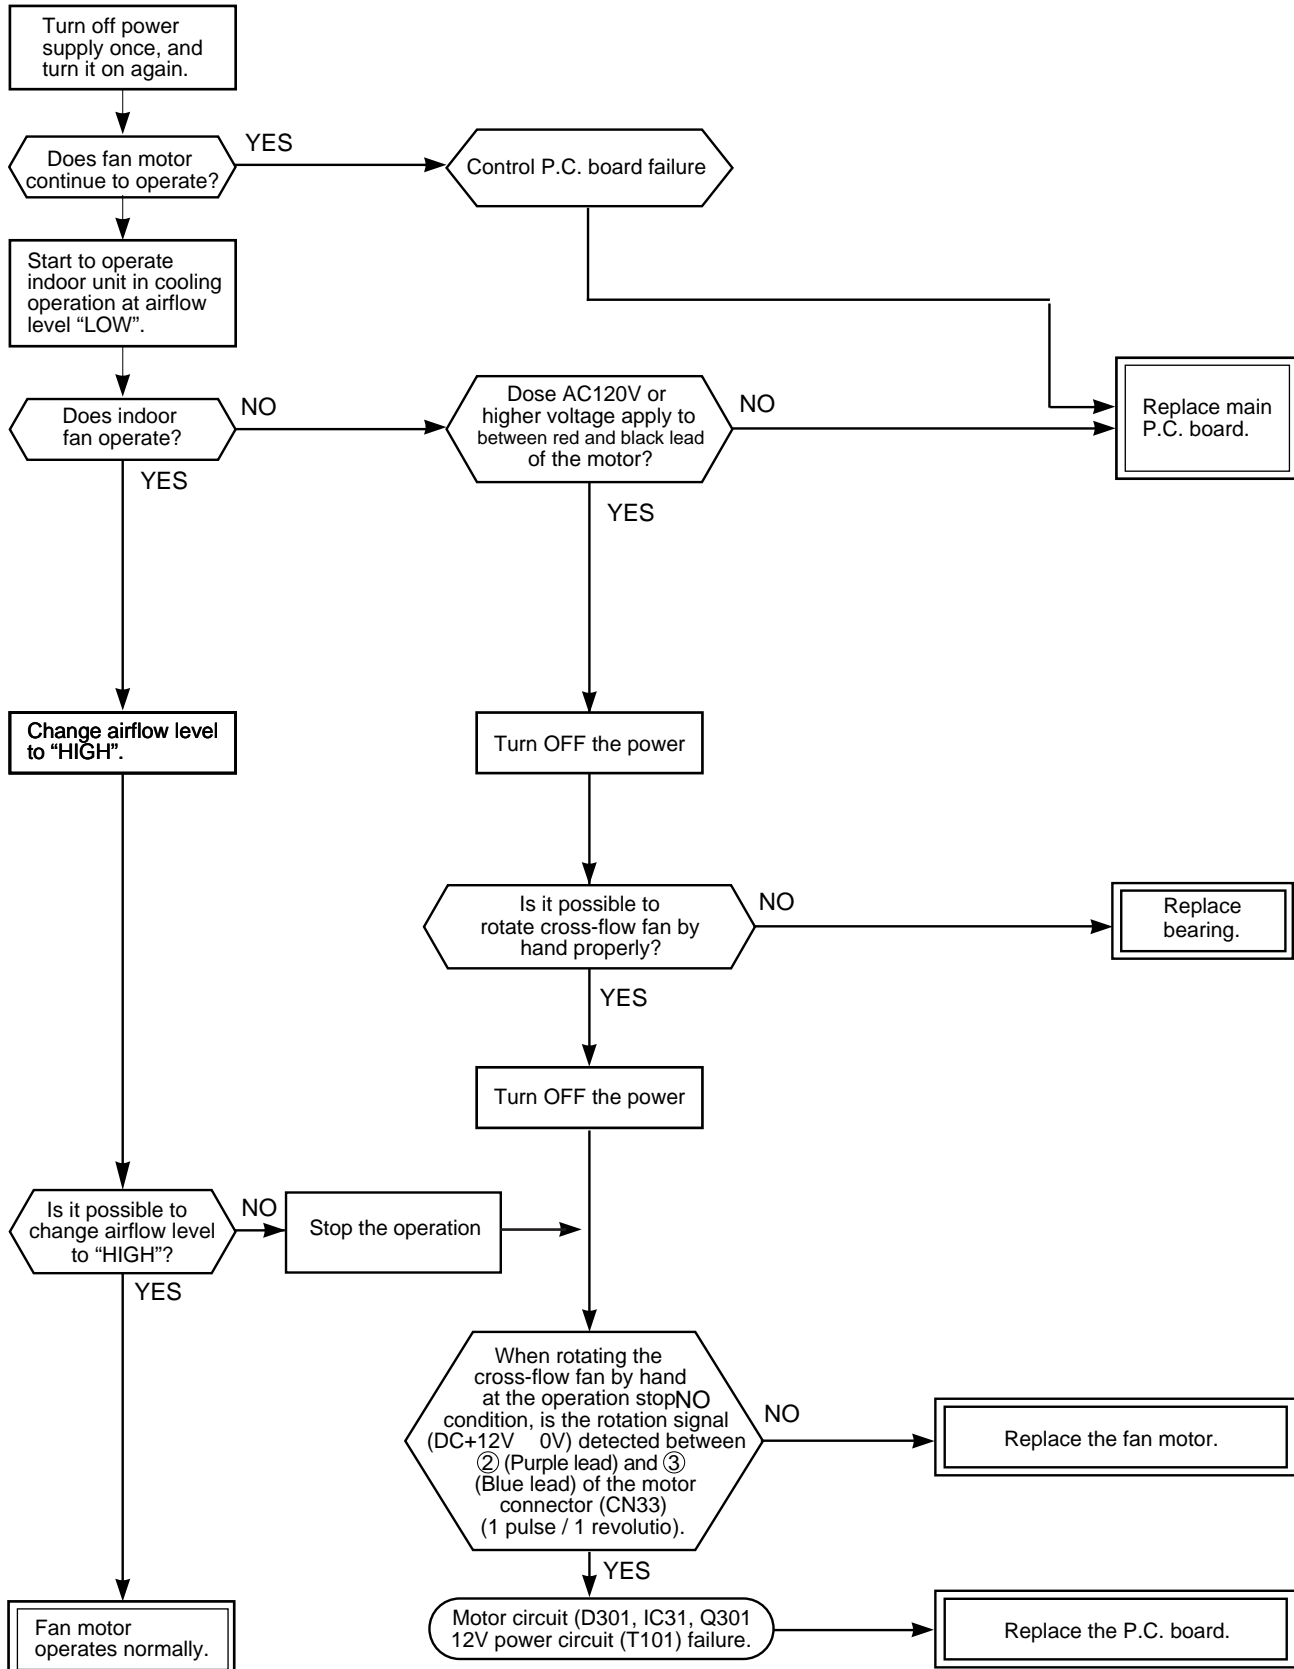 Turn off power
supply once, and
turn it on again.
Does fan motor
continue to operate?
YES
Control P.C. board failure
Start to operate
indoor unit in cooling
operation at airflow
level “LOW”.
Does indoor
fan operate?
NO
YES
Dose AC120V or
higher voltage apply to
between red and black lead
of the motor?
NO
YES
Replace main
P.C. board.
Change airflow level
to “HIGH”.
Turn OFF the power
Is it possible to
rotate cross-flow fan by
hand properly?
NO
YES
Replace
bearing.
Turn OFF the power
Is it possible to
change airflow level
to “HIGH”?
NO
YES
Stop the operation
When rotating the
cross-flow fan by hand
at the operation stopNO
condition, is the rotation signal
(DC+12V 0V) detected between
② (Purple lead) and ③
(Blue lead) of the motor
connector (CN33)
(1 pulse / 1 revolutio).
NO
YES
Replace the fan motor.
Fan motor
operates normally.
Motor circuit (D301, IC31, Q301
12V power circuit (T101) failure.
Replace the P.C. board.